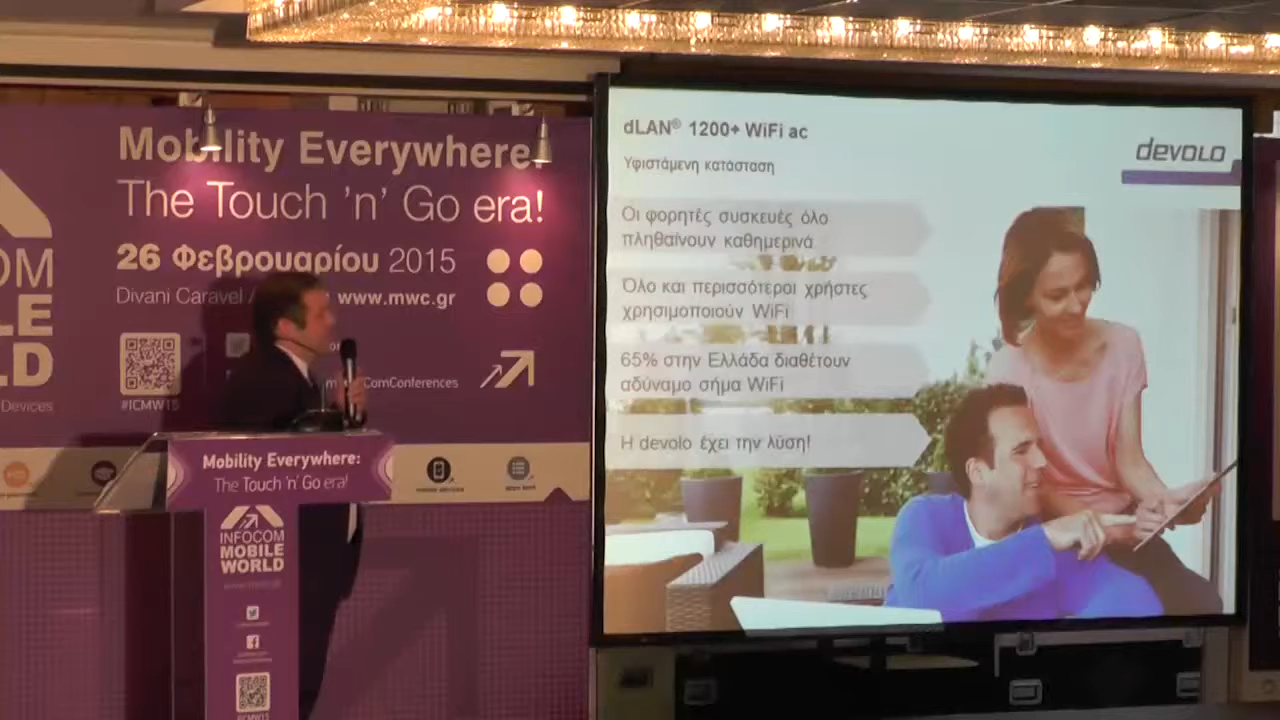 Mobility Everywhere:
The Touch 'n' Go era!
26 Φεβρουαρίου 2015
Divani Caravel
www.mwc.gr
ComConferences
#ICMW15
Devices
Mobility Everywhere:
The Touch 'n' Go era!
INFOCOM
MOBILE
WORLD
#ICMW15
dLAN® 1200+ WiFi ac
Υφιστάμενη κατάσταση
devolo
Οι φορητές συσκευές όλο
πληθαίνουν καθημερινά
Όλο και περισσότεροι χρήστες
χρησιμοποιούν WiFi
65% στην Ελλάδα διαθέτουν
αδύναμο σήμα WiFi
Η devolo έχει την λύση!